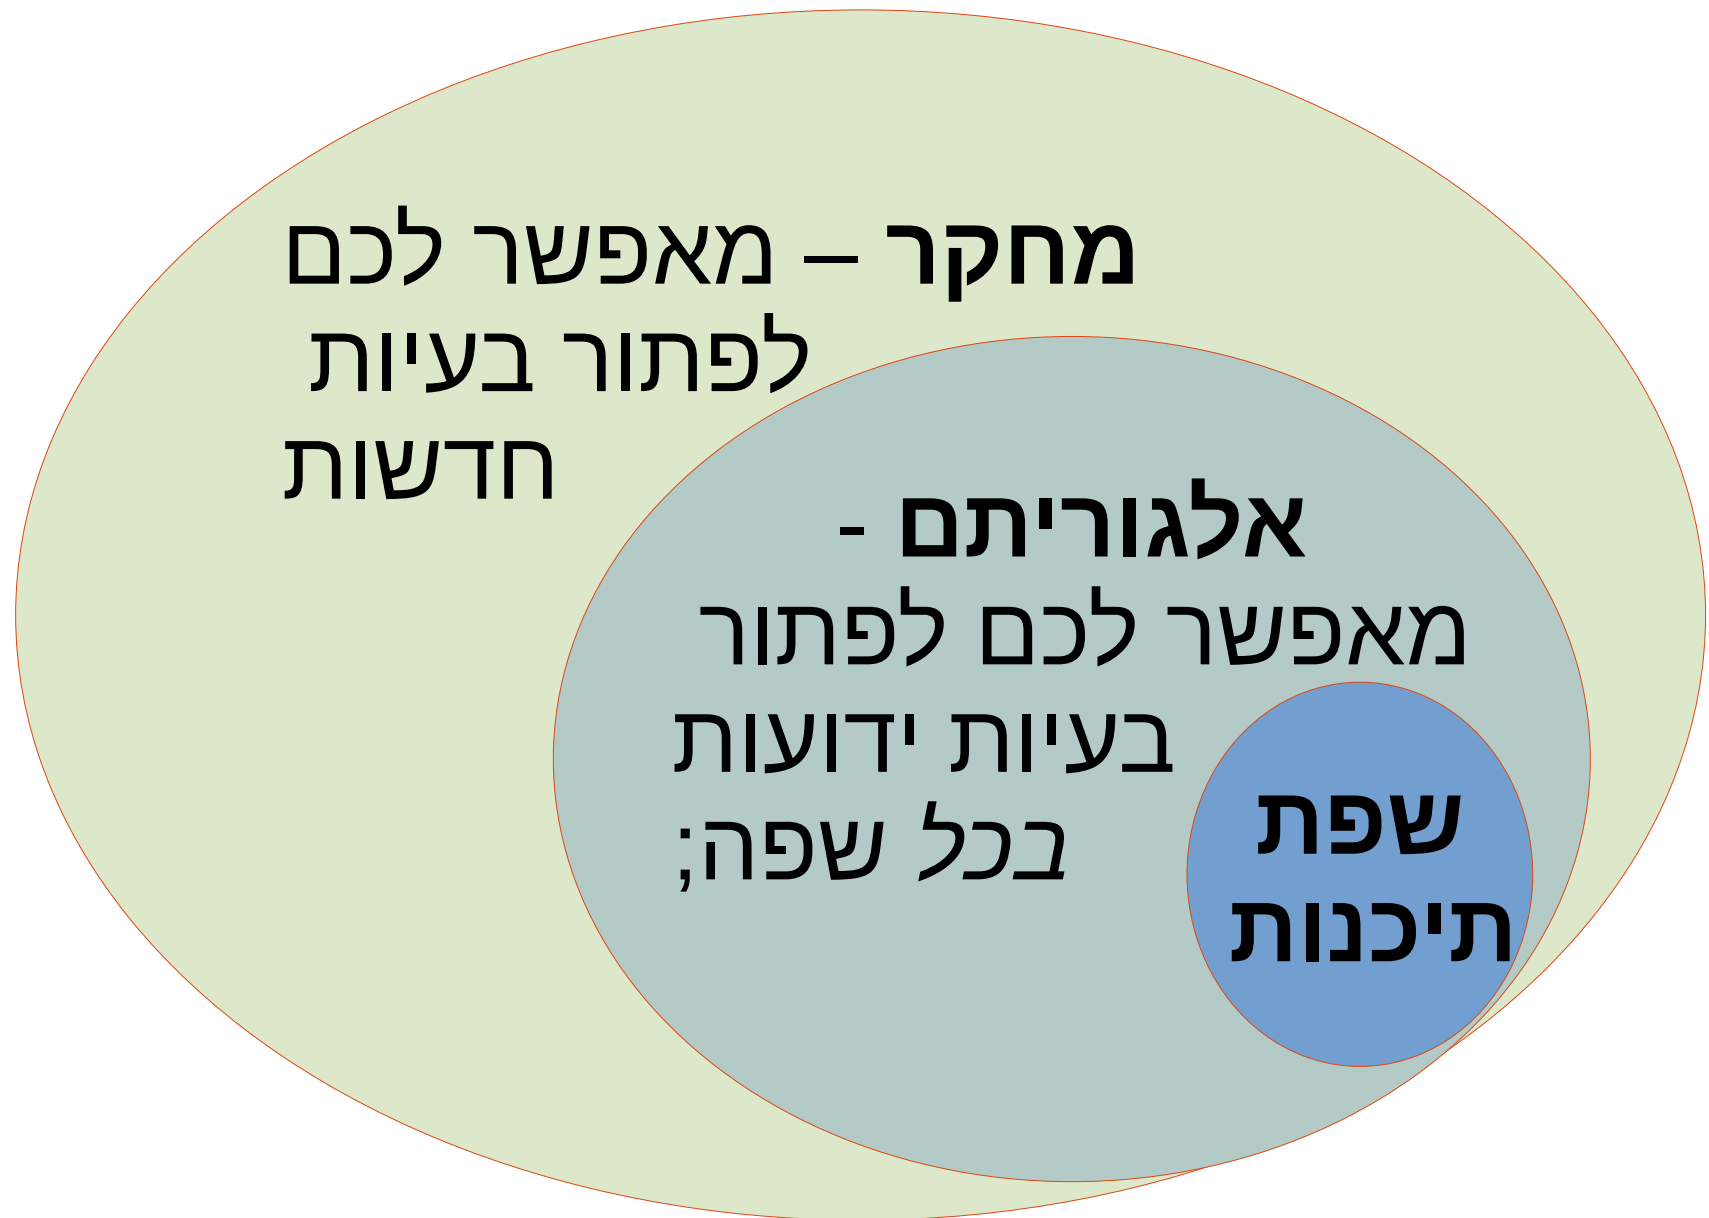 מחקר – מאפשר לכם
לפתור בעיות
חדשות
אלגוריתם -
מאפשר לכם לפתור
בעיות ידועות
בכל שפה;
שפת
תיכנות